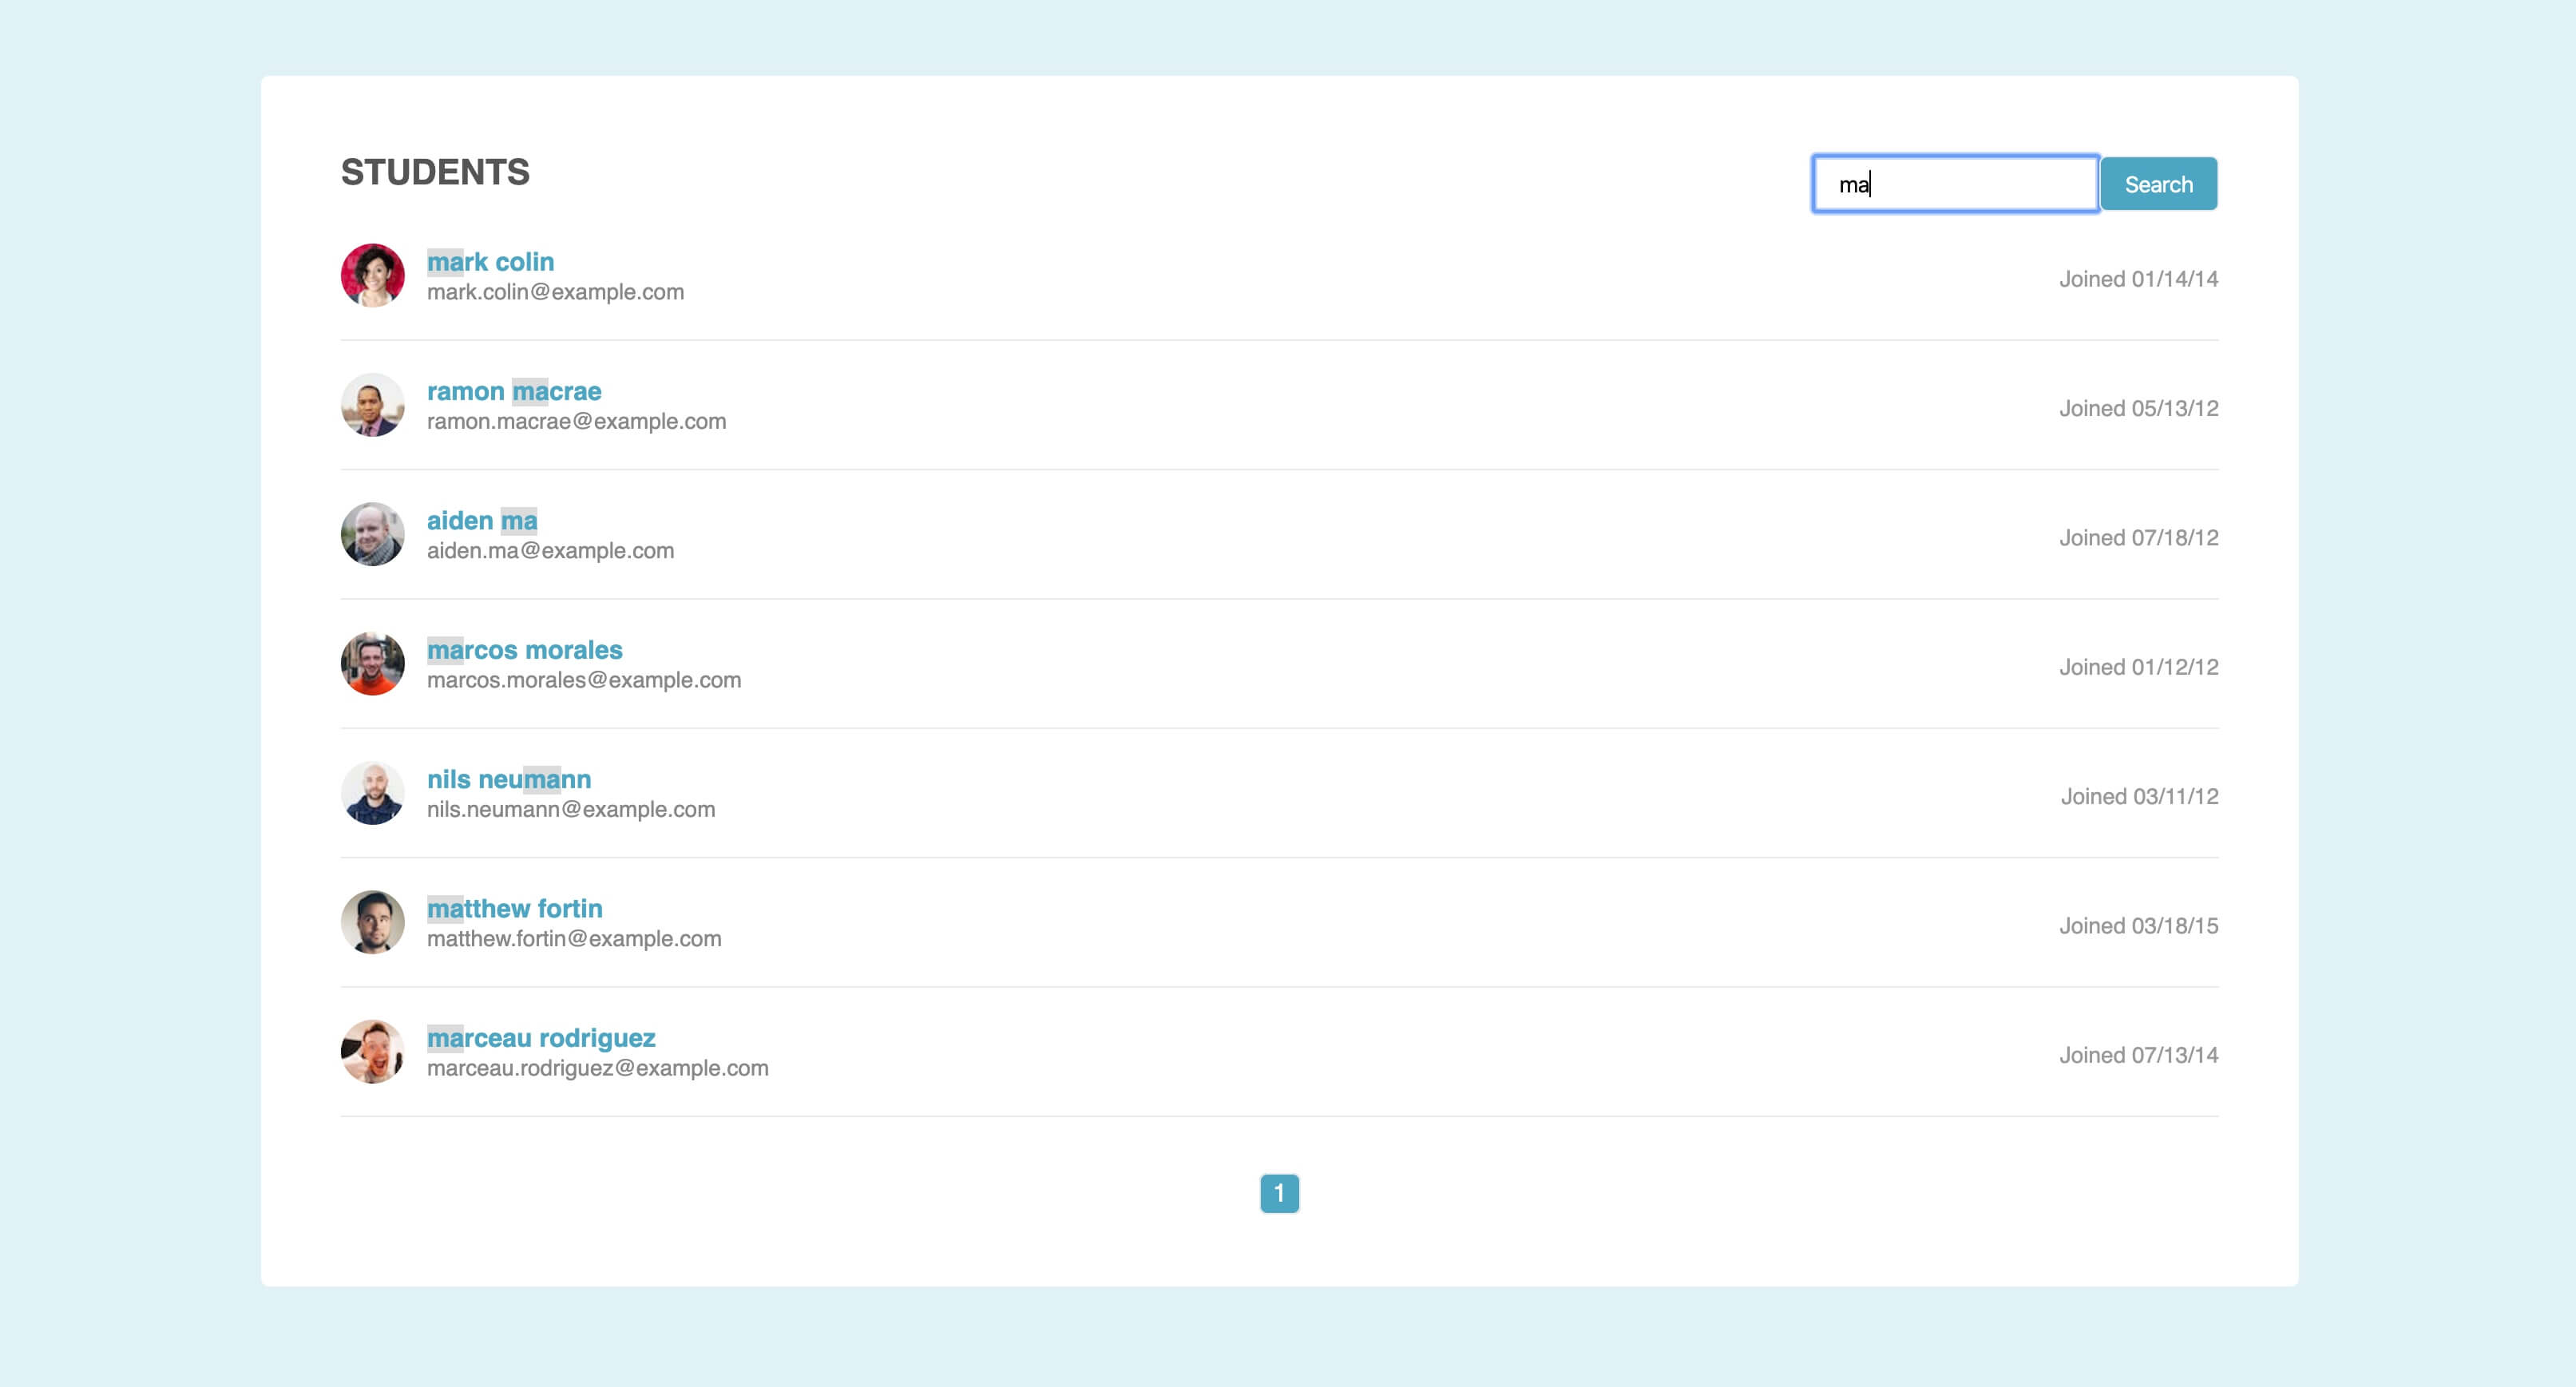 STUDENTS
ma
Search
mark colin
mark.colin@example.com
Joined 01/14/14
ramon macrae
ramon.macrae@example.com
Joined 05/13/12
aiden ma
aiden.ma@example.com
Joined 07/18/12
marcos morales
marcos.morales@example.com
Joined 01/12/12
nils neumann
nils.neumann@example.com
Joined 03/11/12
matthew fortin
matthew.fortin@example.com
Joined 03/18/15
marceau rodriguez
marceau.rodriguez@example.com
Joined 07/13/14
1